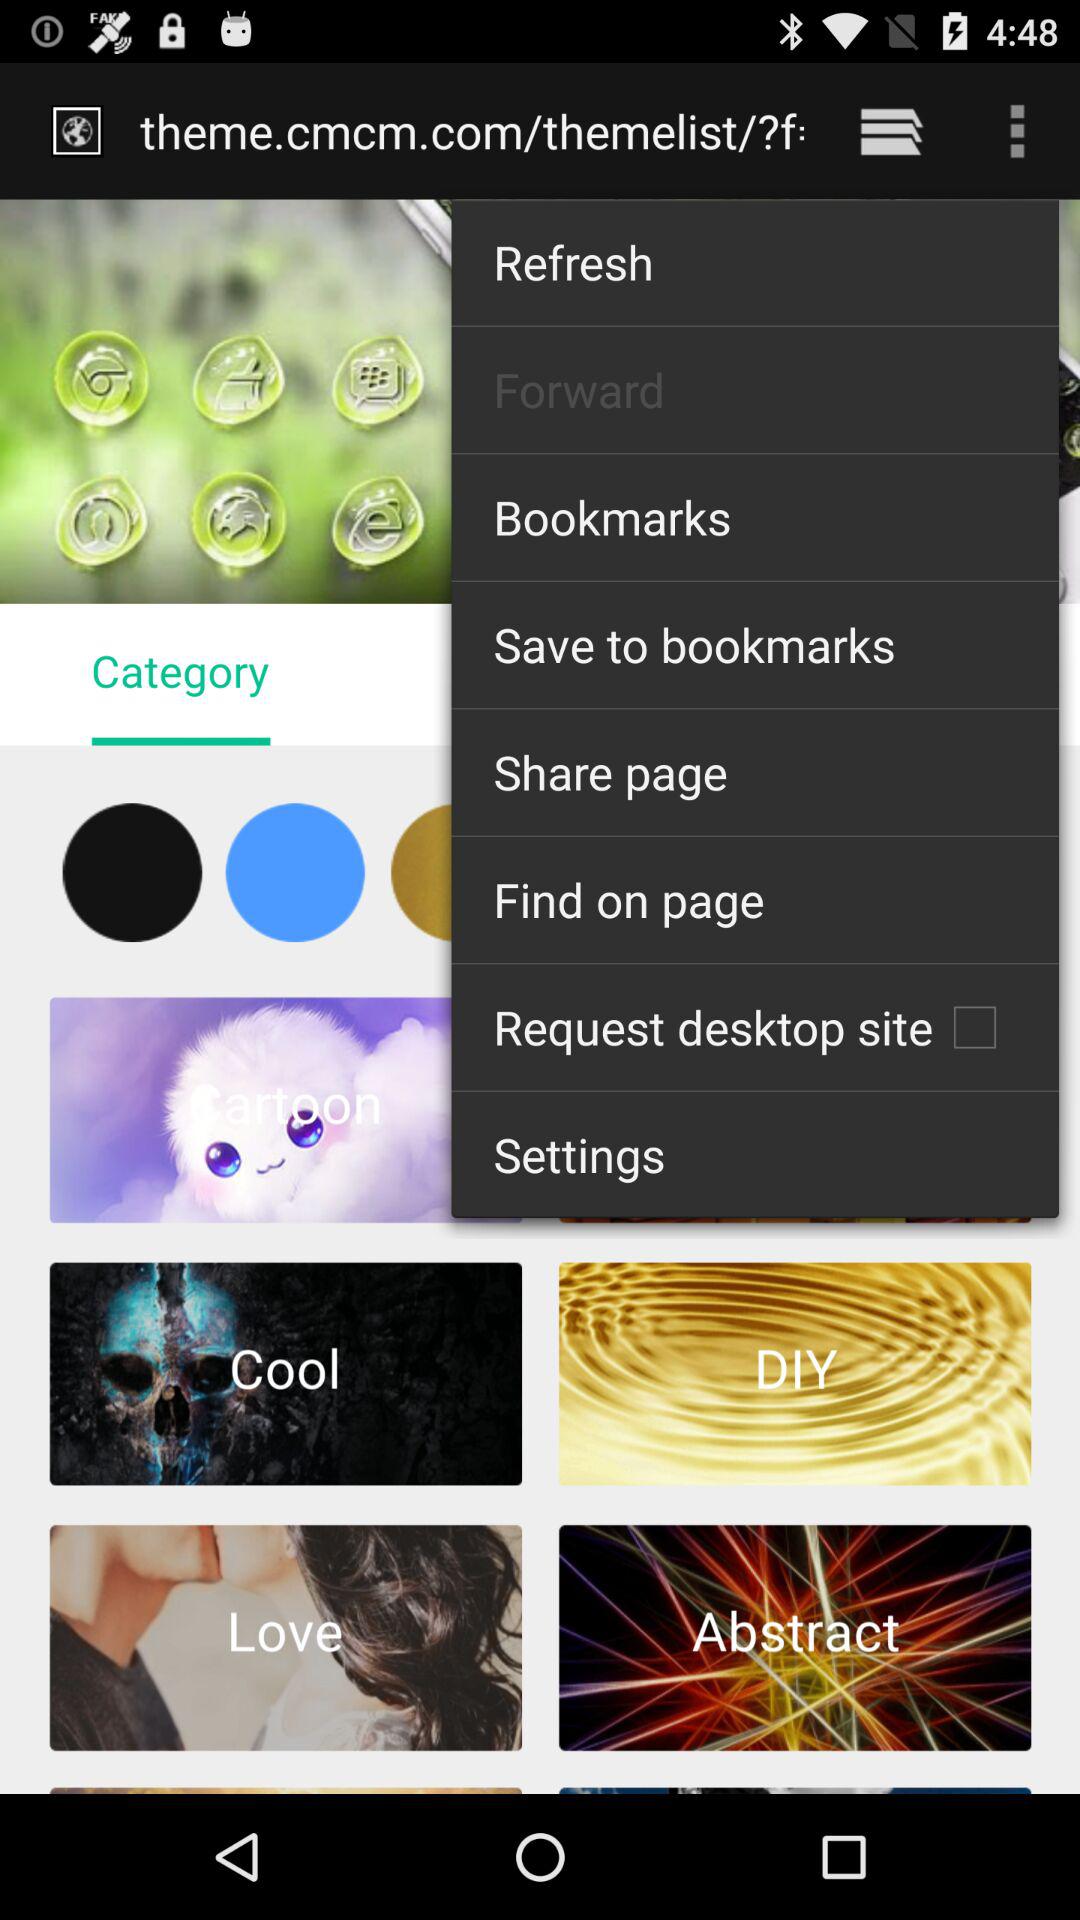 FAKE
4:48
theme.cmcm.com/themelist/?f=
Refresh
Forward
Bookmarks
Save to bookmarks
Share page
Find on page
Request desktop site
Settings
Category
Cartoon
Cool
DIY
Love
Abstract